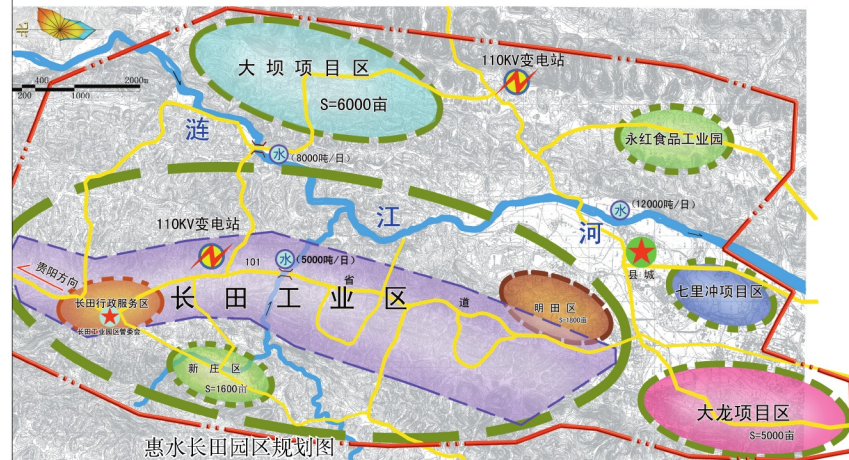 北
400 2000m
200 1000
大坝项目区
S=6000亩
110KV变电站
永红食品工业园
涟
水 (8000吨/日)
江
水 (12000吨/日)
河
110KV变电站
水 (5000吨/日)
101
省
道
县城
贵阳方向
长田行政服务区
长田工业园区管委会
长田工业区
明田区
S=1800亩
七里冲项目区
新庄区
S=1600亩
大龙项目区
S=5000亩
惠水长田园区规划图